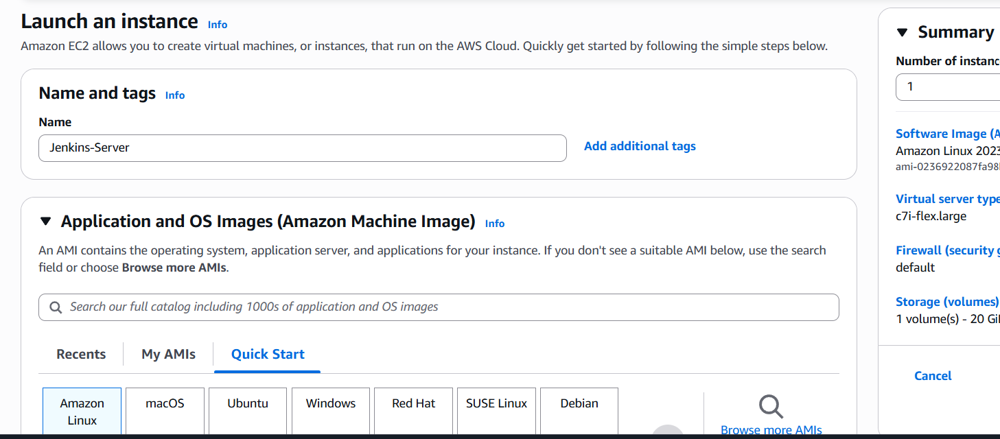 Launch an instance Info
Amazon EC2 allows you to create virtual machines, or instances, that run on the AWS Cloud. Quickly get started by following the simple steps below.
Name and tags Info
Name
Jenkins-Server
Add additional tags
Application and OS Images (Amazon Machine Image) Info
An AMI contains the operating system, application server, and applications for your instance. If you don't see a suitable AMI below, use the search
field or choose Browse more AMIs.
Search our full catalog including 1000s of application and OS images
Recents
My AMIs
Quick Start
Amazon
Linux
macOS
Ubuntu
Windows
Red Hat
SUSE Linux
Debian
Browse more AMIs
Summary
Number of instanc
1
Software Image (A
Amazon Linux 2023
ami-0236922087fa98
Virtual server type
c7i-flex.large
Firewall (security g
default
Storage (volumes)
1 volume(s) - 20 Gi
Cancel